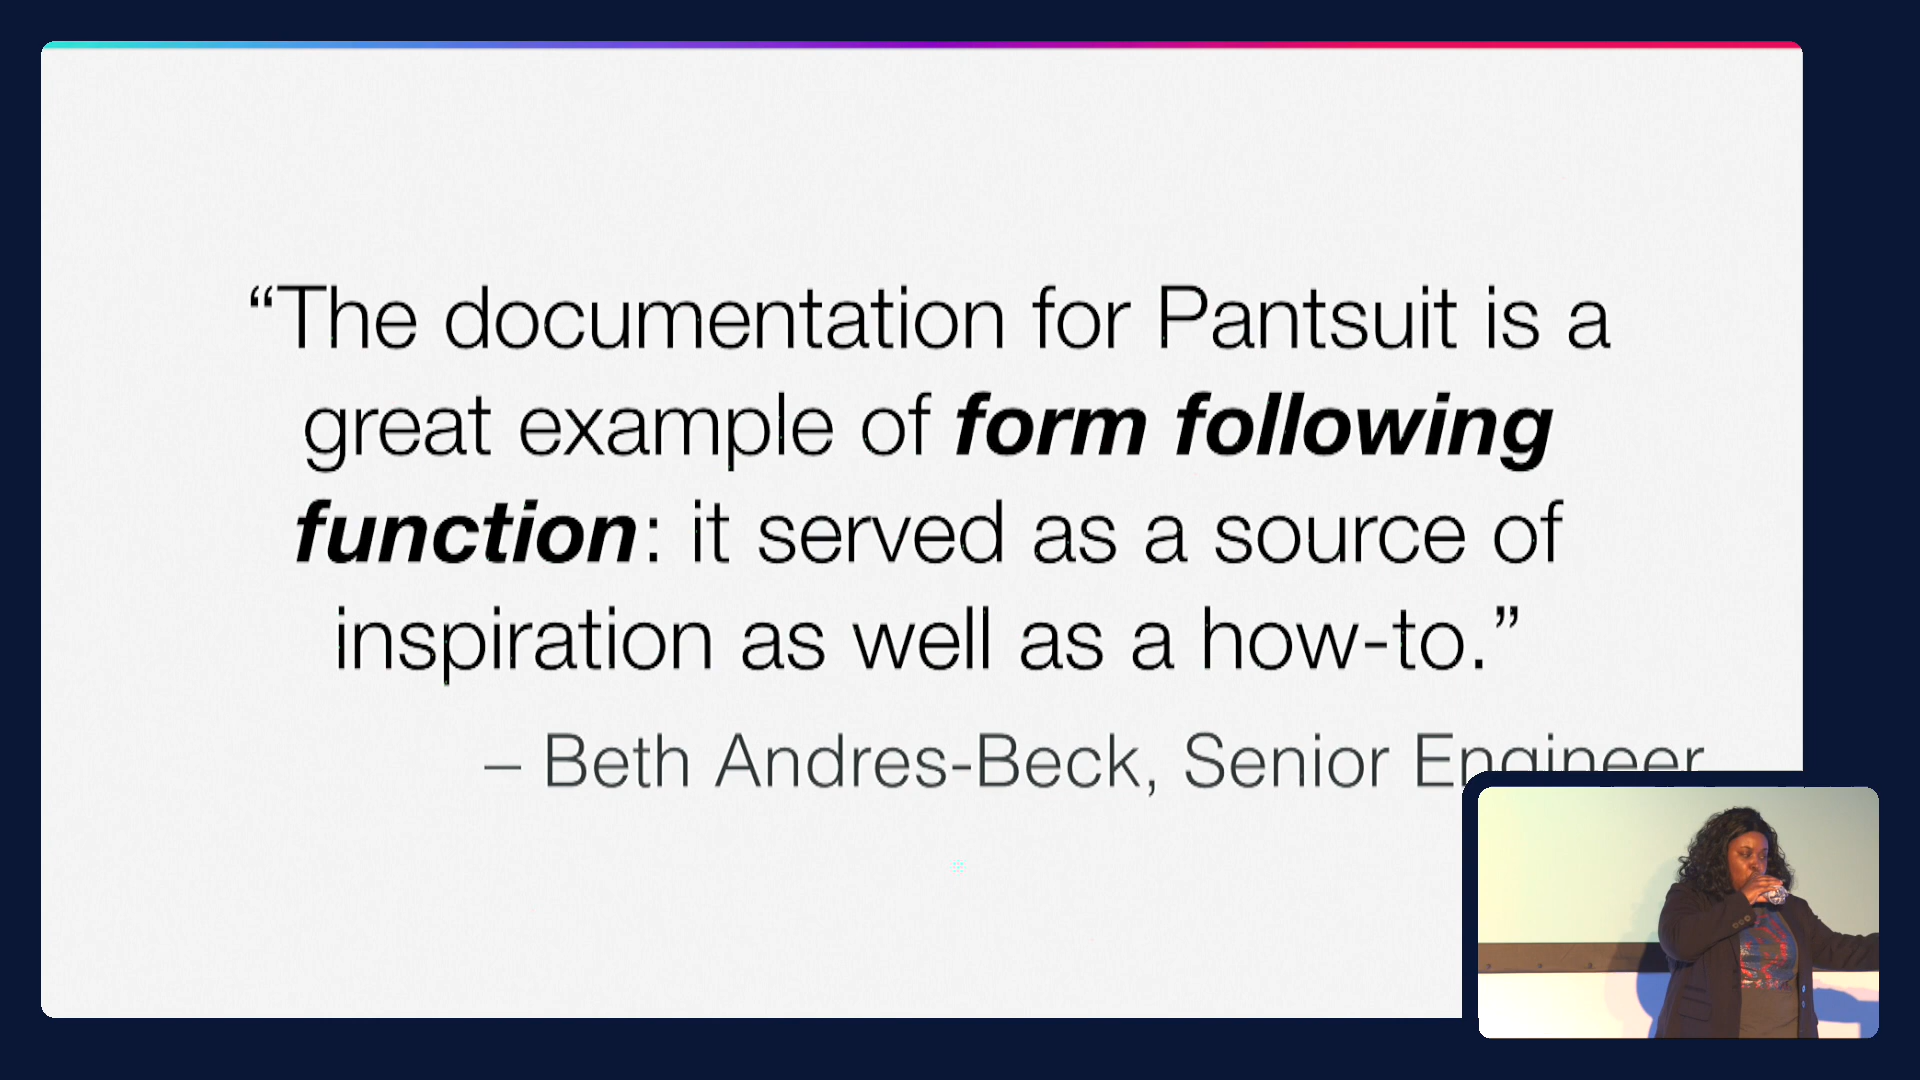 “The documentation for Pantsuit is a
great example of form following
function: it served as a source of
inspiration as well as a how-to.”
– Beth Andres-Beck, Senior Engineer